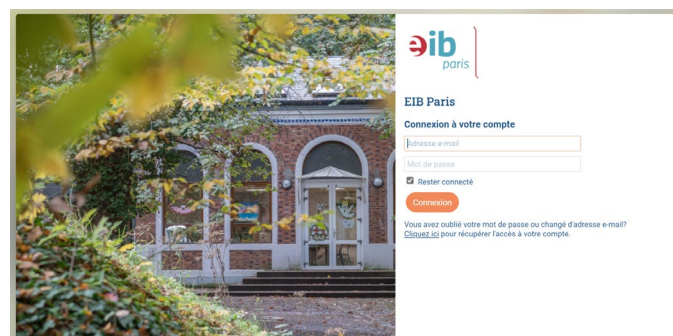 eib
paris
EIB Paris
Connexion à votre compte
Adresse e-mail
Mot de passe
Rester connecté
Connexion
Vous avez oublié votre mot de passe ou changé d'adresse e-mail?
Cliquez ici pour récupérer l'accès à votre compte.